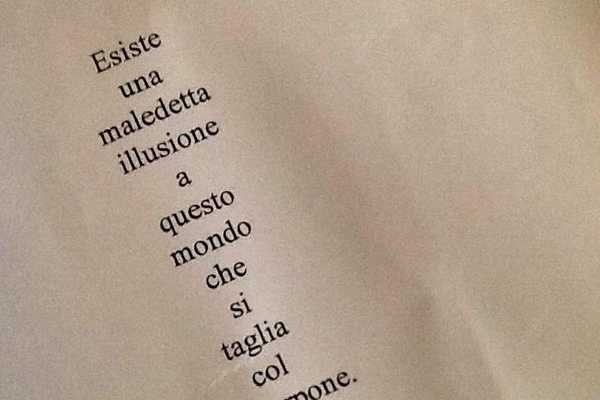 Esiste
una
maledetta
illusione
a
questo
mondo
che
si
taglia
col